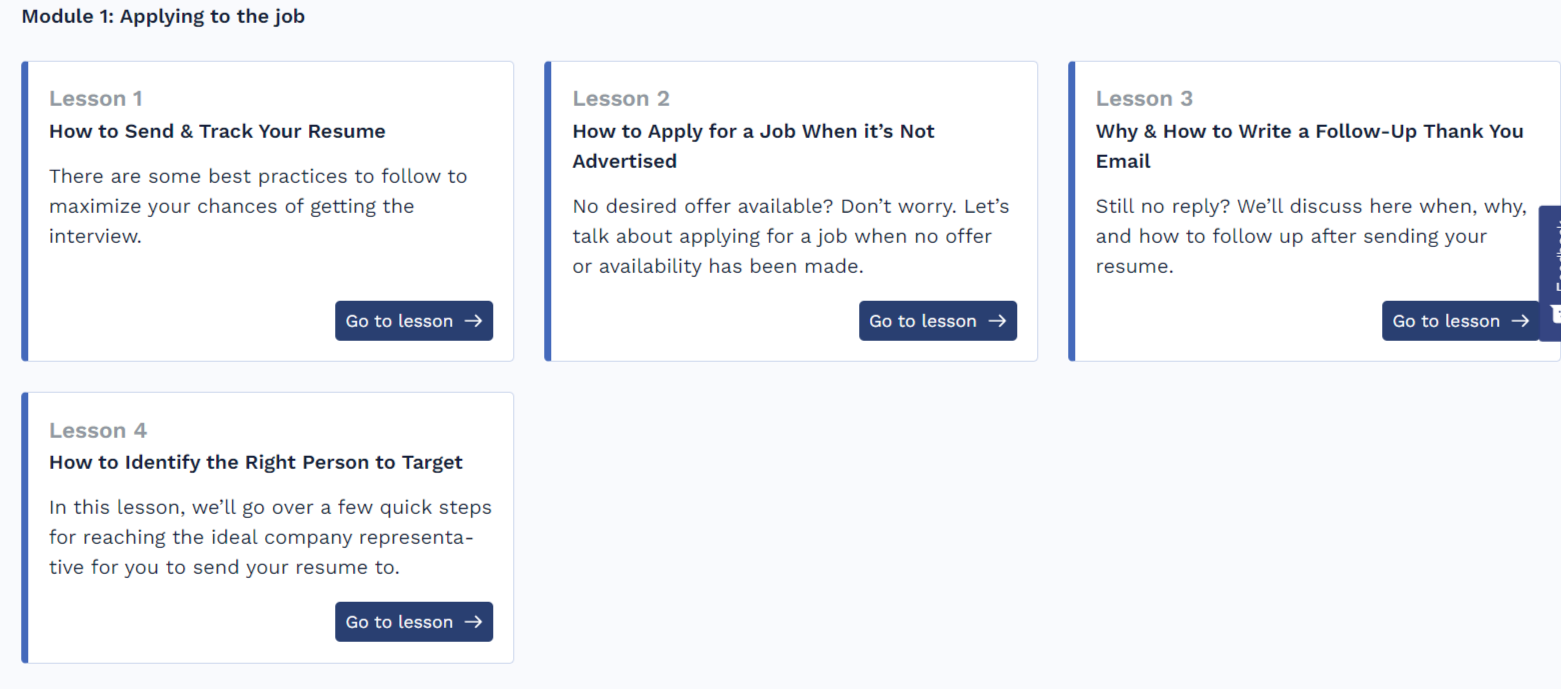 Module 1: Applying to the job
Lesson 1
How to Send & Track Your Resume
There are some best practices to follow to
maximize your chances of getting the
interview.
Go to lesson →
Lesson 2
How to Apply for a Job When it’s Not
Advertised
No desired offer available? Don’t worry. Let’s
talk about applying for a job when no offer
or availability has been made.
Go to lesson →
Lesson 3
Why & How to Write a Follow-Up Thank You
Email
Still no reply? We’ll discuss here when, why,
and how to follow up after sending your
resume.
Go to lesson →
Lesson 4
How to Identify the Right Person to Target
In this lesson, we’ll go over a few quick steps
for reaching the ideal company representa-
tive for you to send your resume to.
Go to lesson →